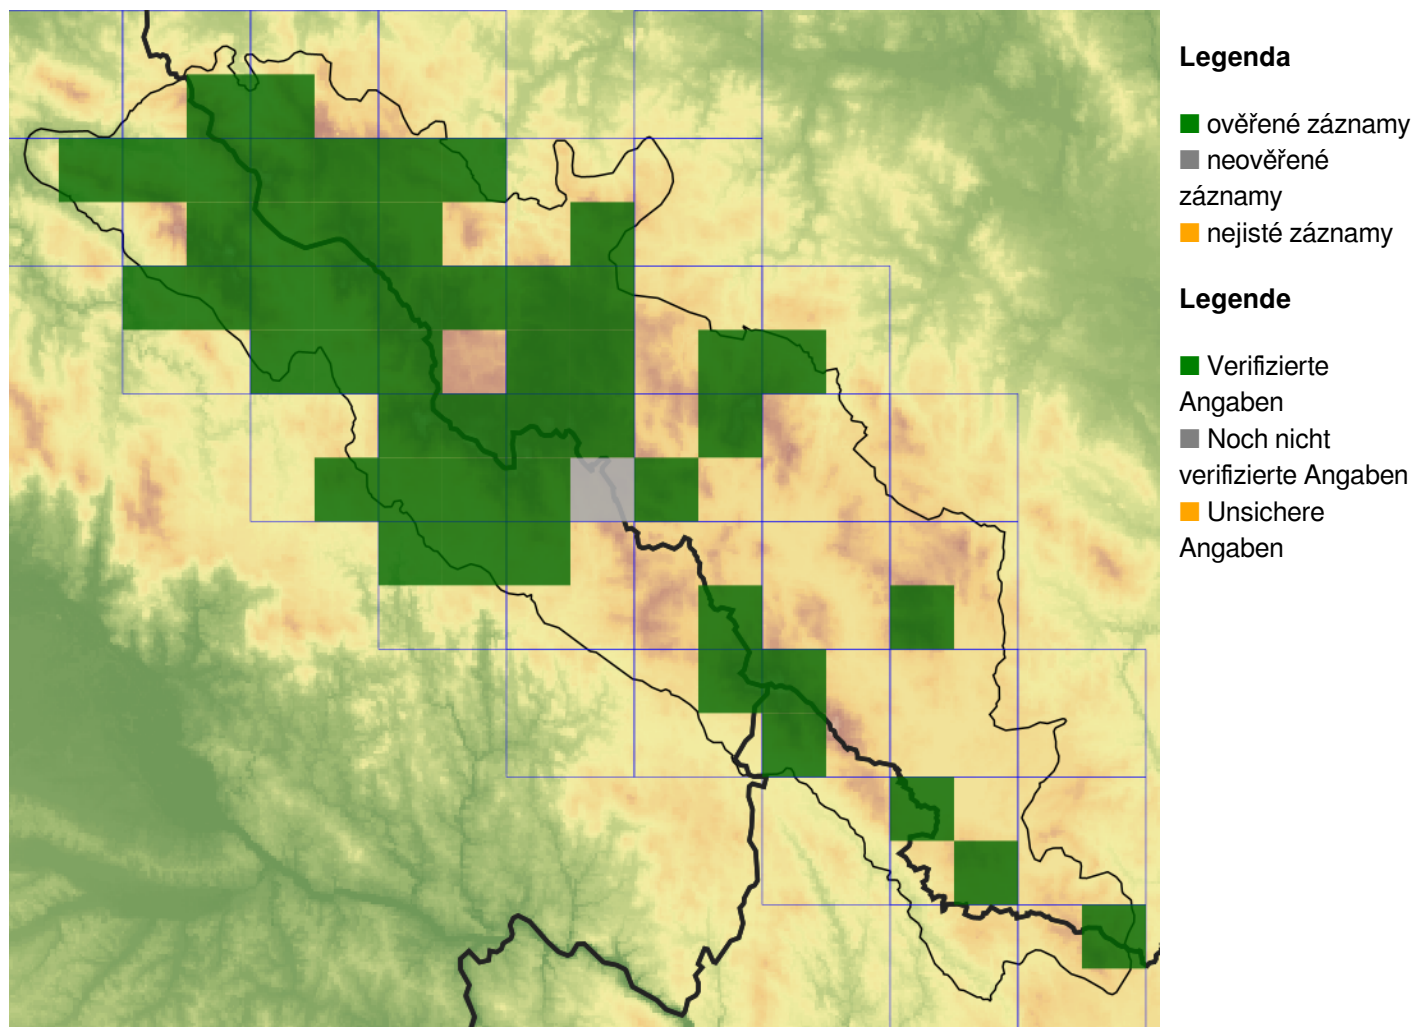 Legenda
ověřené záznamy
neověřené
záznamy
nejisté záznamy
Legende
Verifizierte
Angaben
Noch nicht
verifizierte Angaben
Unsichere
Angaben